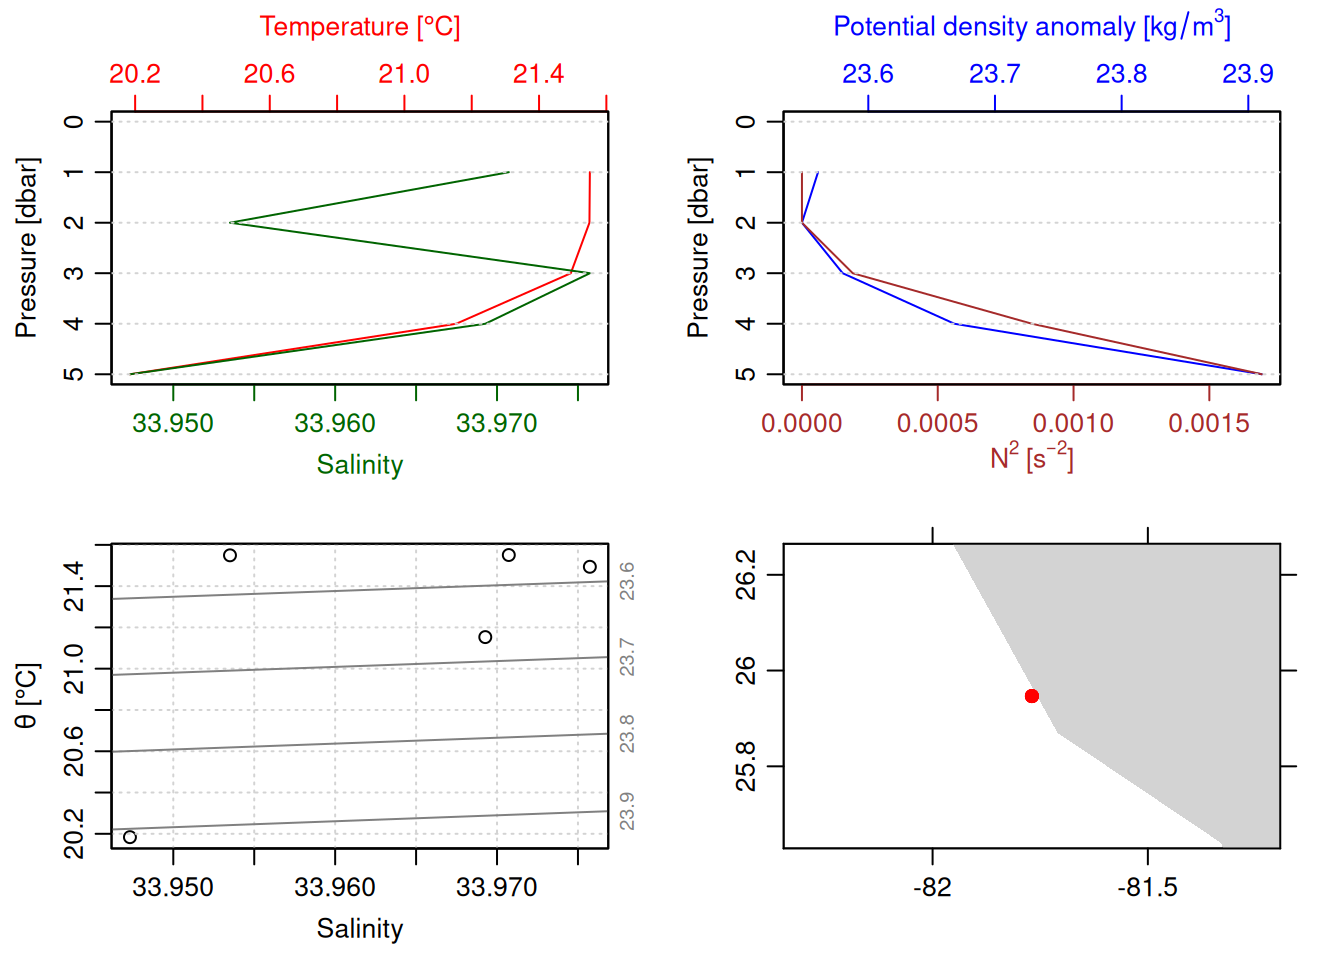 Temperature [°C]
20.2 20.6 21.0 21.4
Pressure [dbar]
0
1
2
3
4
5
33.950 33.960 33.970
Salinity
Potential density anomaly [kg/m³]
23.6 23.7 23.8 23.9
Pressure [dbar]
0
1
2
3
4
5
0.0000 0.0005 0.0010 0.0015
N² [s⁻²]
θ [°C]
21.4
21.0
20.6
20.2
23.6
23.7
23.8
23.9
33.950 33.960 33.970
Salinity
26.2
26
25.8
-82 -81.5